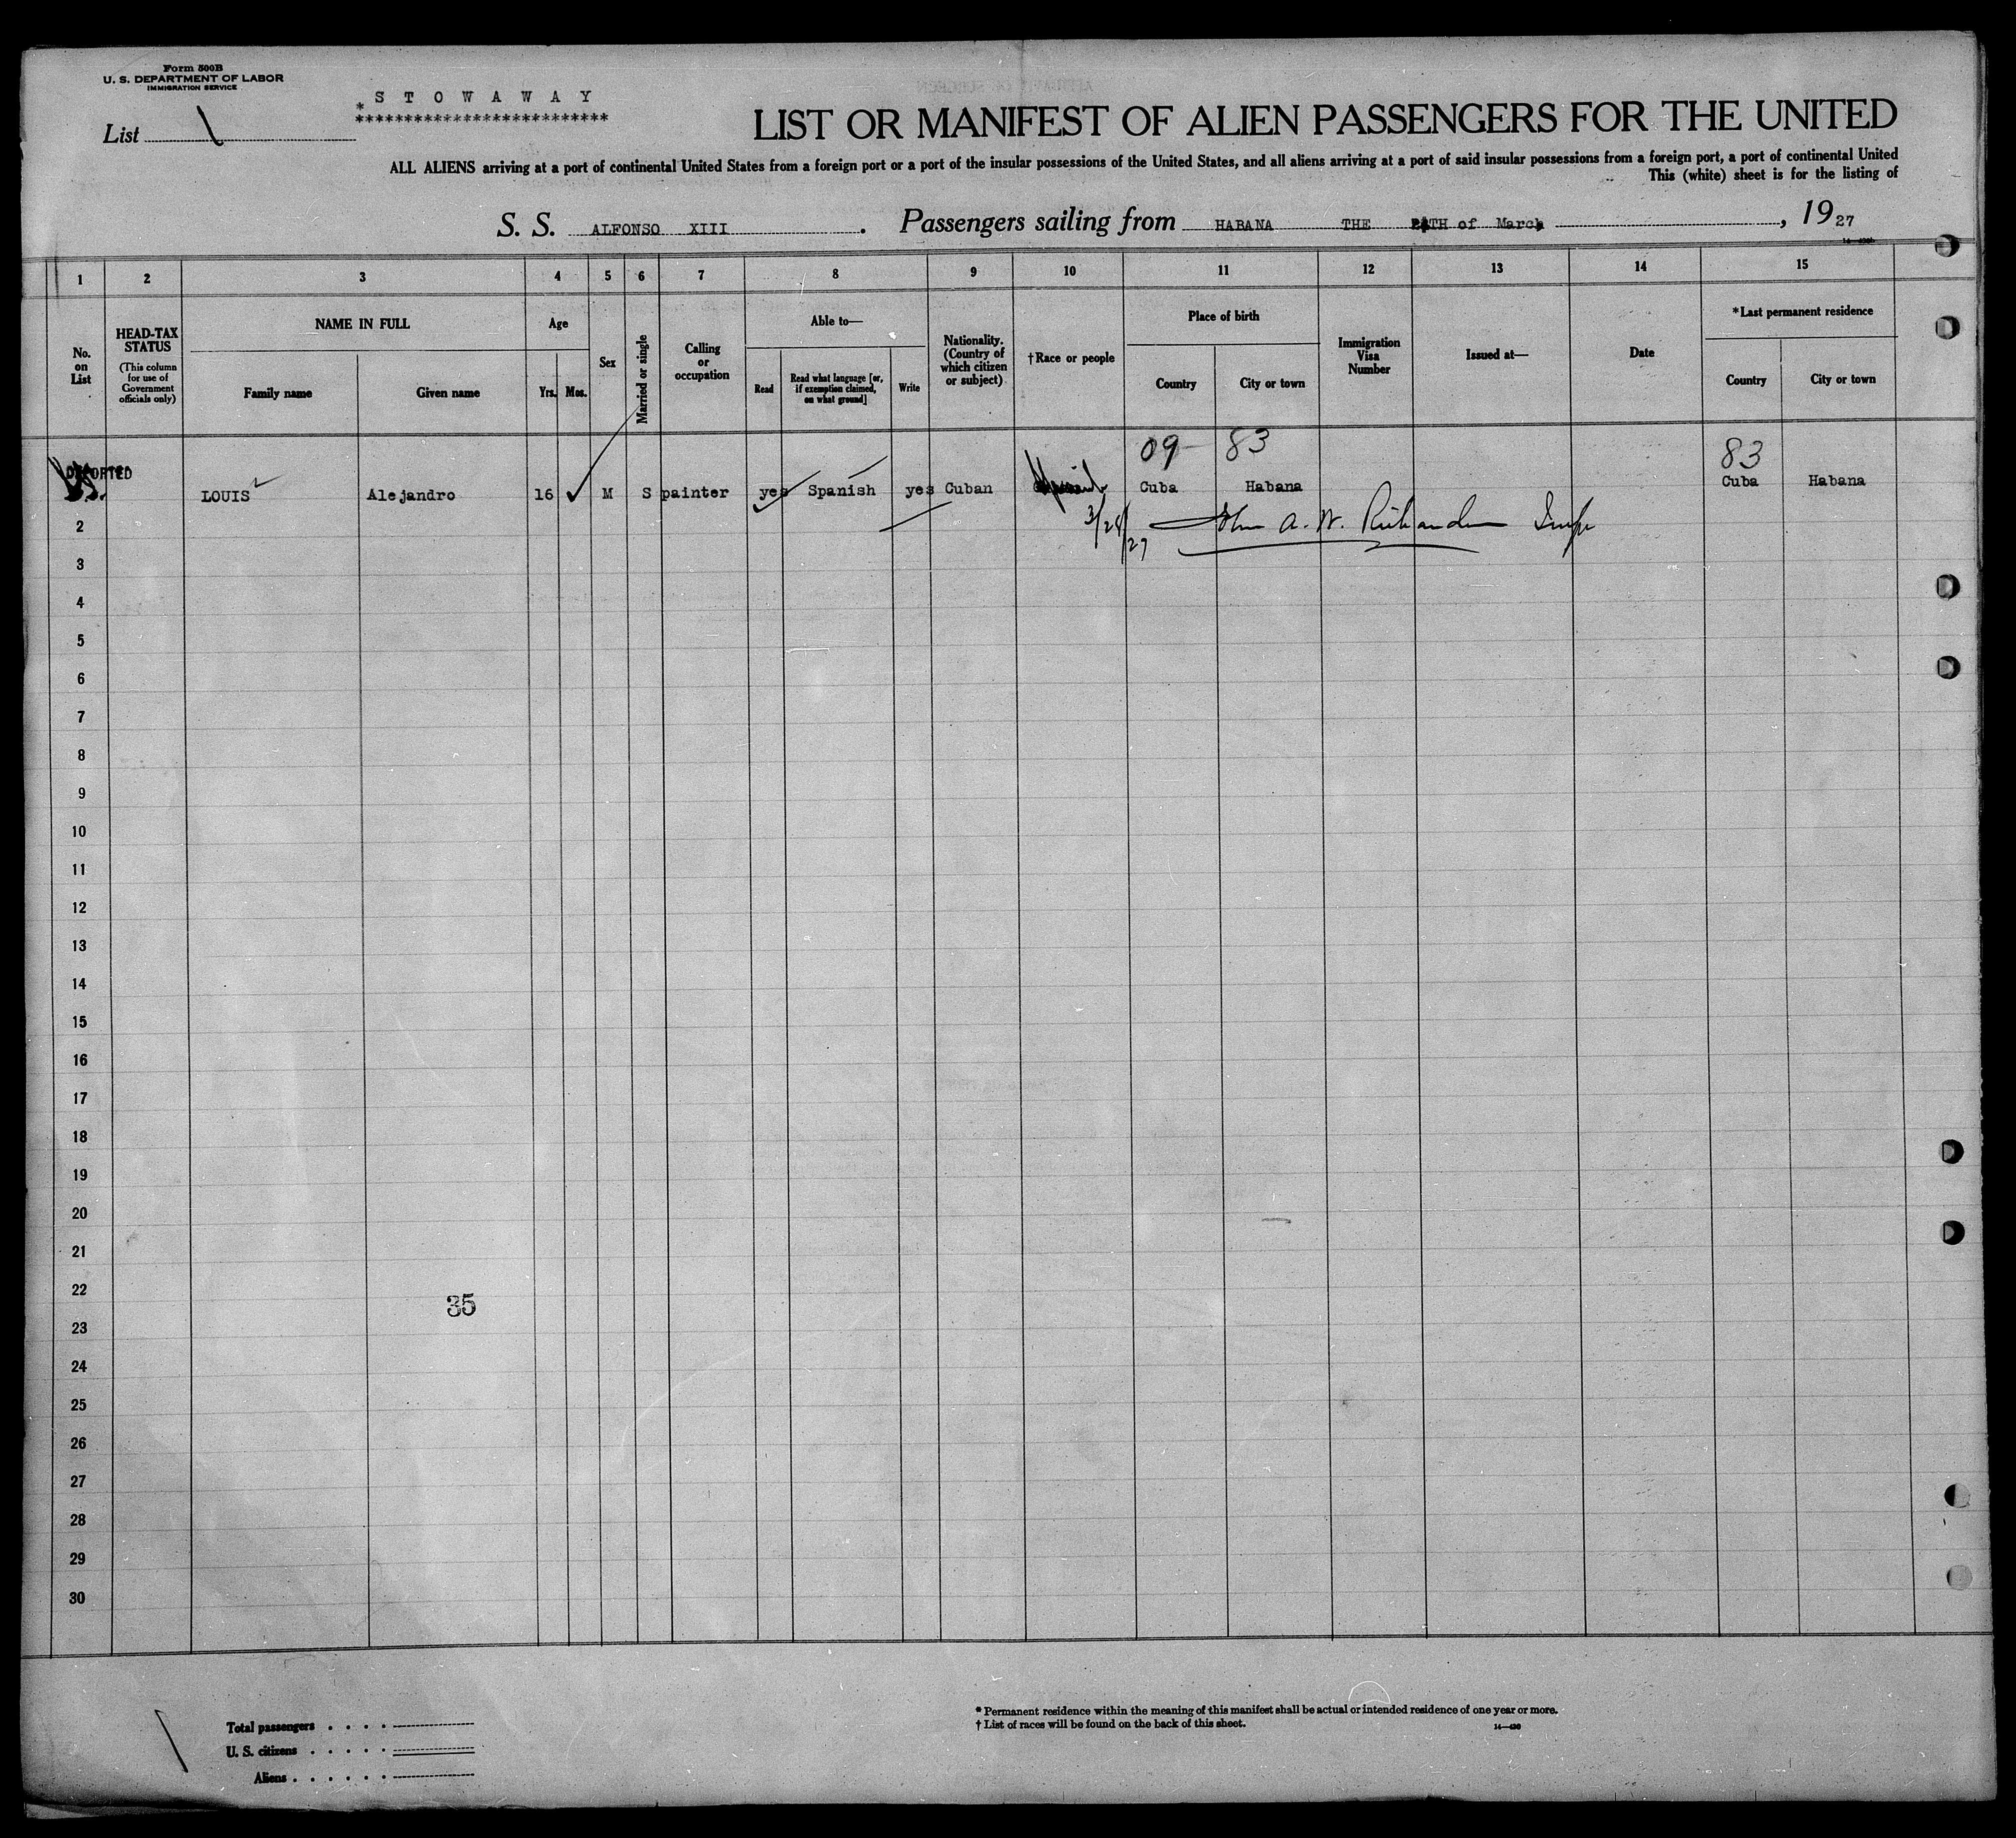 Form 500B
U. S. DEPARTMENT OF LABOR
IMMIGRATION SERVICE
* S T O W A W A Y
**************************
List
LIST OR MANIFEST OF ALIEN PASSENGERS FOR THE UNITED
ALL ALIENS arriving at a port of continental United States from a foreign port or a port of the insular possessions of the United States, and all aliens arriving at a port of said insular possessions from a foreign port, a port of continental United
This (white) sheet is for the listing of
S. S. ALFONSO XIII. Passengers sailing from HABANA THE TH of March, 1927
1 2 3 4 5 6 7 8 9 10 11 12 13 14 15
No. on List
HEAD-TAX STATUS
(This column for use of Government officials only)
NAME IN FULL
Family name
Given name
Age
Yrs. Mos.
Sex
Married or single
Calling or occupation
Able to—
Read
Read what language [or, if exemption claimed, on what ground]
Write
Nationality. (Country of which citizen or subject)
†Race or people
Place of birth
Country
City or town
Immigration Visa Number
Issued at—
Date
*Last permanent residence
Country
City or town
09 83 83
DEPORTED
LOUIS Alejandro 16 M S painter yes Spanish yes Cuban Cuba Habana Cuba Habana
2
3/28/27 John A. W. Richardson Insp
3
4
5
6
7
8
9
10
11
12
13
14
15
16
17
18
19
20
21
22
35
23
24
25
26
27
28
29
30
Total passengers
U. S. citizens
Aliens
* Permanent residence within the meaning of this manifest shall be actual or intended residence of one year or more.
† List of races will be found on the back of this sheet.